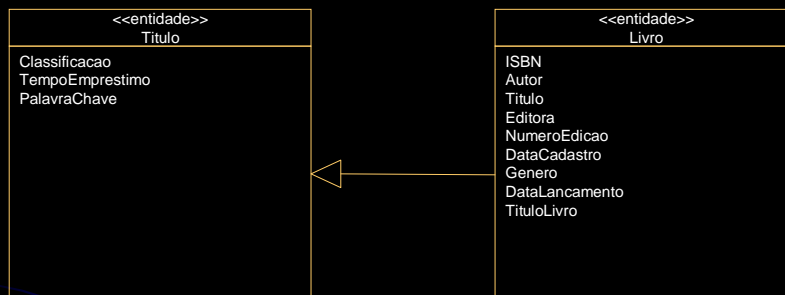 <<entidade>>
Titulo
Classificacao
TempoEmprestimo
PalavraChave
<<entidade>>
Livro
ISBN
Autor
Titulo
Editora
NumeroEdicao
DataCadastro
Genero
DataLancamento
TituloLivro